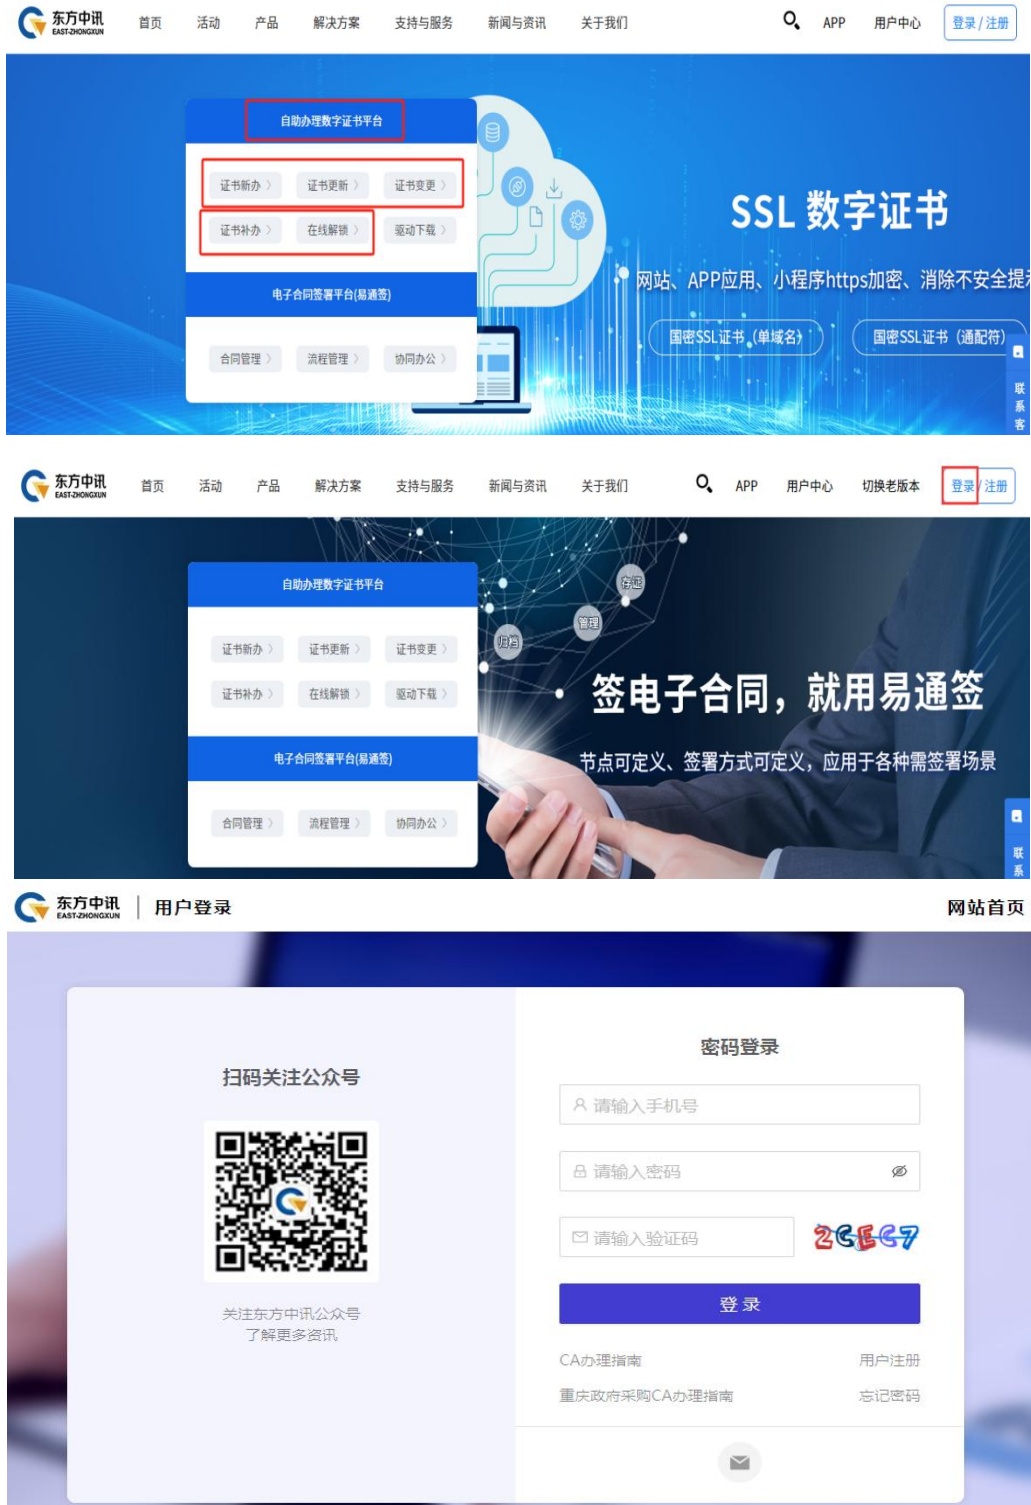 东方中讯
EAST-ZHONGXUN
首页 活动 产品 解决方案 支持与服务 新闻与资讯 关于我们 APP 用户中心 登录 / 注册
自助办理数字证书平台
证书新办 〉 证书更新 〉 证书变更 〉
证书补办 〉 在线解锁 〉 驱动下载 〉
电子合同签署平台(易通签)
合同管理 〉 流程管理 〉 协同办公 〉
SSL 数字证书
网站、APP应用、小程序https加密、消除不安全提示
国密SSL证书（单域名） 国密SSL证书（通配符）
联
系
客
东方中讯
EAST-ZHONGXUN
首页 活动 产品 解决方案 支持与服务 新闻与资讯 关于我们 APP 用户中心 切换老版本 登录 / 注册
自助办理数字证书平台
证书新办 〉 证书更新 〉 证书变更 〉
证书补办 〉 在线解锁 〉 驱动下载 〉
电子合同签署平台(易通签)
合同管理 〉 流程管理 〉 协同办公 〉
存证
管理
归档
签电子合同，就用易通签
节点可定义、签署方式可定义，应用于各种需签署场景
联
系
东方中讯
EAST-ZHONGXUN
用户登录
网站首页
扫码关注公众号
关注东方中讯公众号
了解更多资讯
密码登录
请输入手机号
请输入密码
请输入验证码 2CEC7
登 录
CA办理指南 用户注册
重庆政府采购CA办理指南 忘记密码